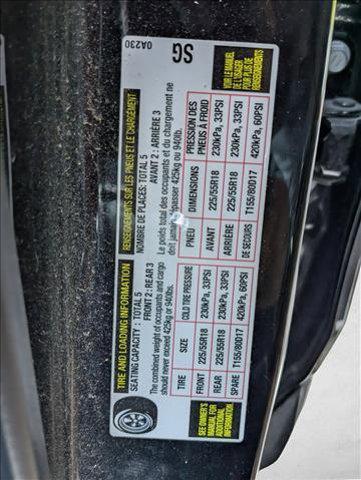 TIRE AND LOADING INFORMATION
SEATING CAPACITY : TOTAL 5
FRONT 2 : REAR 3
The combined weight of occupants and cargo
should never exceed 425kg or 940lbs.
TIRE SIZE COLD TIRE PRESSURE
FRONT 225/55R18 230kPa, 33PSI
REAR 225/55R18 230kPa, 33PSI
SPARE T155/80D17 420kPa, 60PSI
SEE OWNER'S
MANUAL FOR
ADDITIONAL
INFORMATION
RENSEIGNEMENTS SUR LES PNEUS ET LE CHARGEMENT
NOMBRE DE PLACES: TOTAL 5
AVANT 2 : ARRIÈRE 3
Le poids total des occupants et du chargement ne
doit jamais dépasser 425kg ou 940lb.
PNEU DIMENSIONS PRESSION DES
PNEUS À FROID
AVANT 225/55R18 230kPa, 33PSI
ARRIÈRE 225/55R18 230kPa, 33PSI
DE SECOURS T155/80D17 420kPa, 60PSI
VOIR LE MANUEL
DE L'USAGER
POUR PLUS DE
RENSEIGNEMENTS
0A230
SG